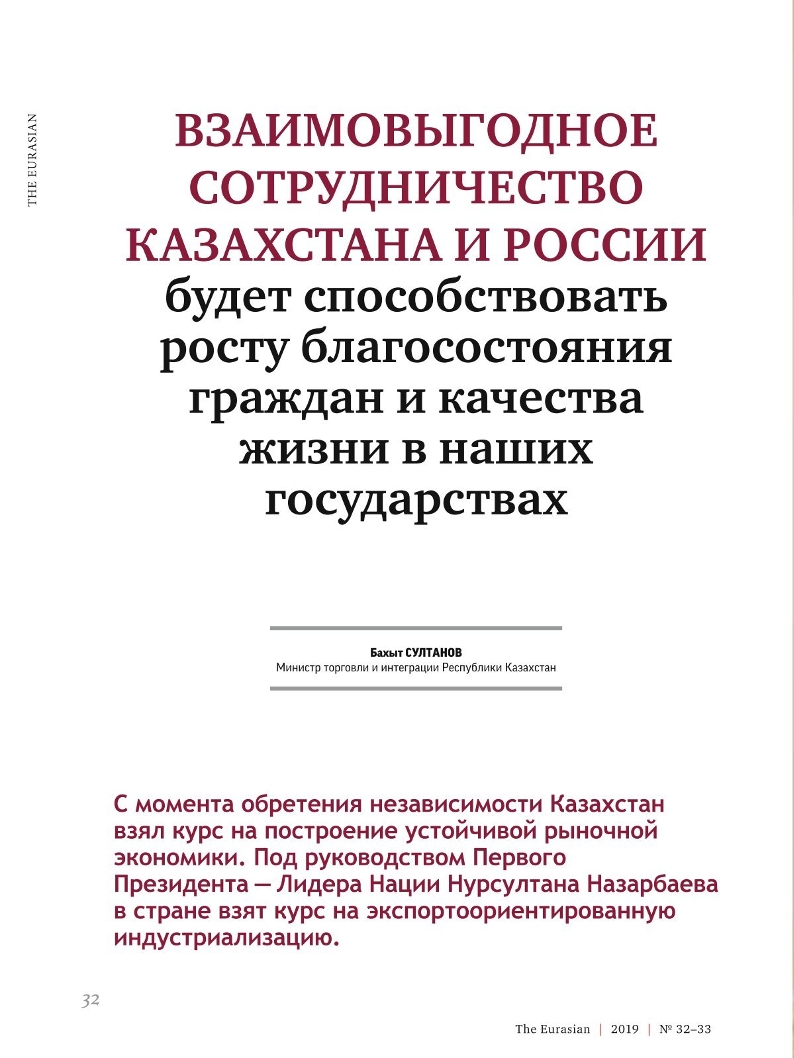 THE EURASIAN
ВЗАИМОВЫГОДНОЕ
СОТРУДНИЧЕСТВО
КАЗАХСТАНА И РОССИИ
будет способствовать
росту благосостояния
граждан и качества
жизни в наших
государствах
Бахыт СУЛТАНОВ
Министр торговли и интеграции Республики Казахстан
С момента обретения независимости Казахстан
взял курс на построение устойчивой рыночной
экономики. Под руководством Первого
Президента — Лидера Нации Нурсултана Назарбаева
в стране взят курс на экспортоориентированную
индустриализацию.
32
The Eurasian | 2019 | № 32–33